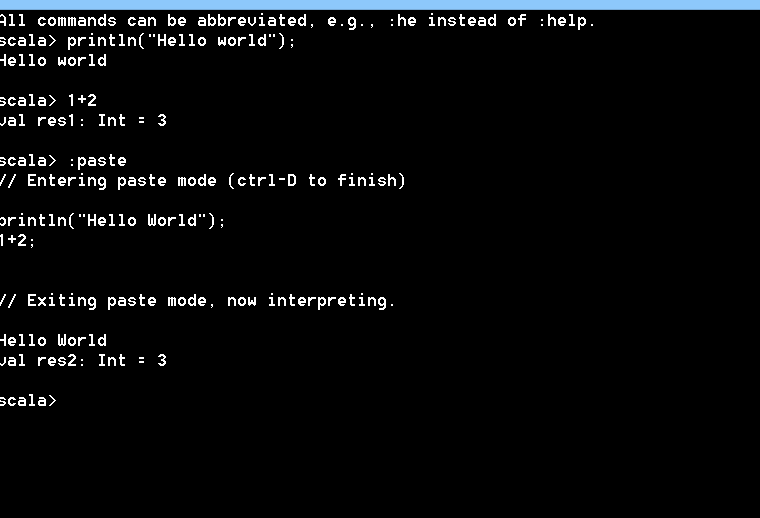 All commands can be abbreviated, e.g., :he instead of :help.
scala> println("Hello world");
Hello world
scala> 1+2
val res1: Int = 3
scala> :paste
// Entering paste mode (ctrl-D to finish)
println("Hello World");
1+2;
// Exiting paste mode, now interpreting.
Hello World
val res2: Int = 3
scala>